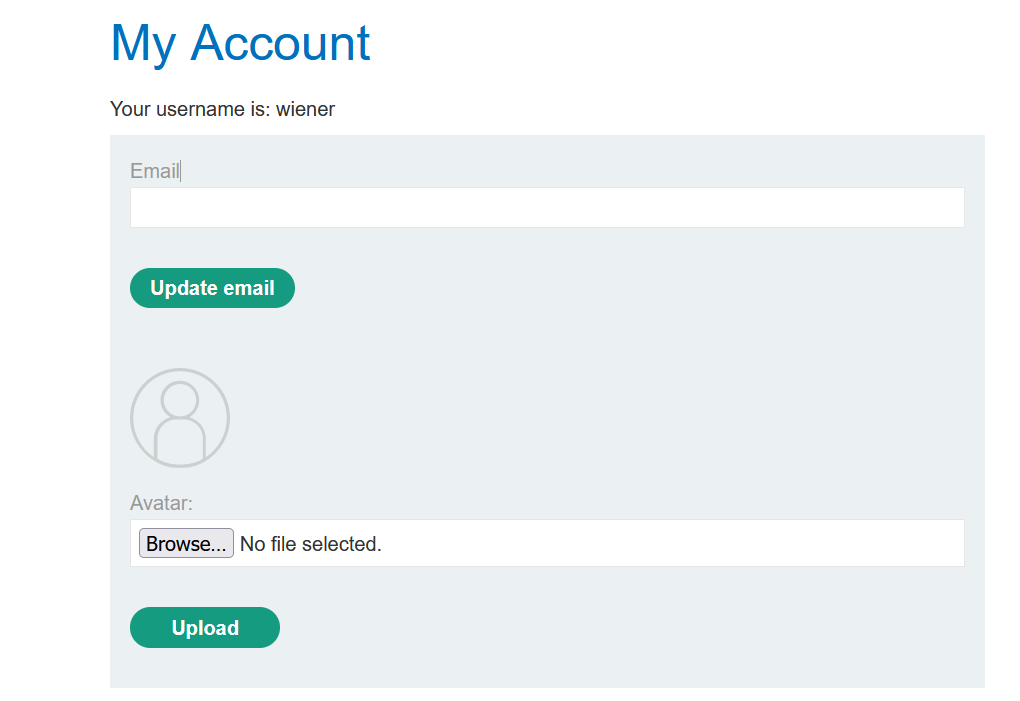 My Account
Your username is: wiener
Email
Update email
Avatar:
Browse... No file selected.
Upload